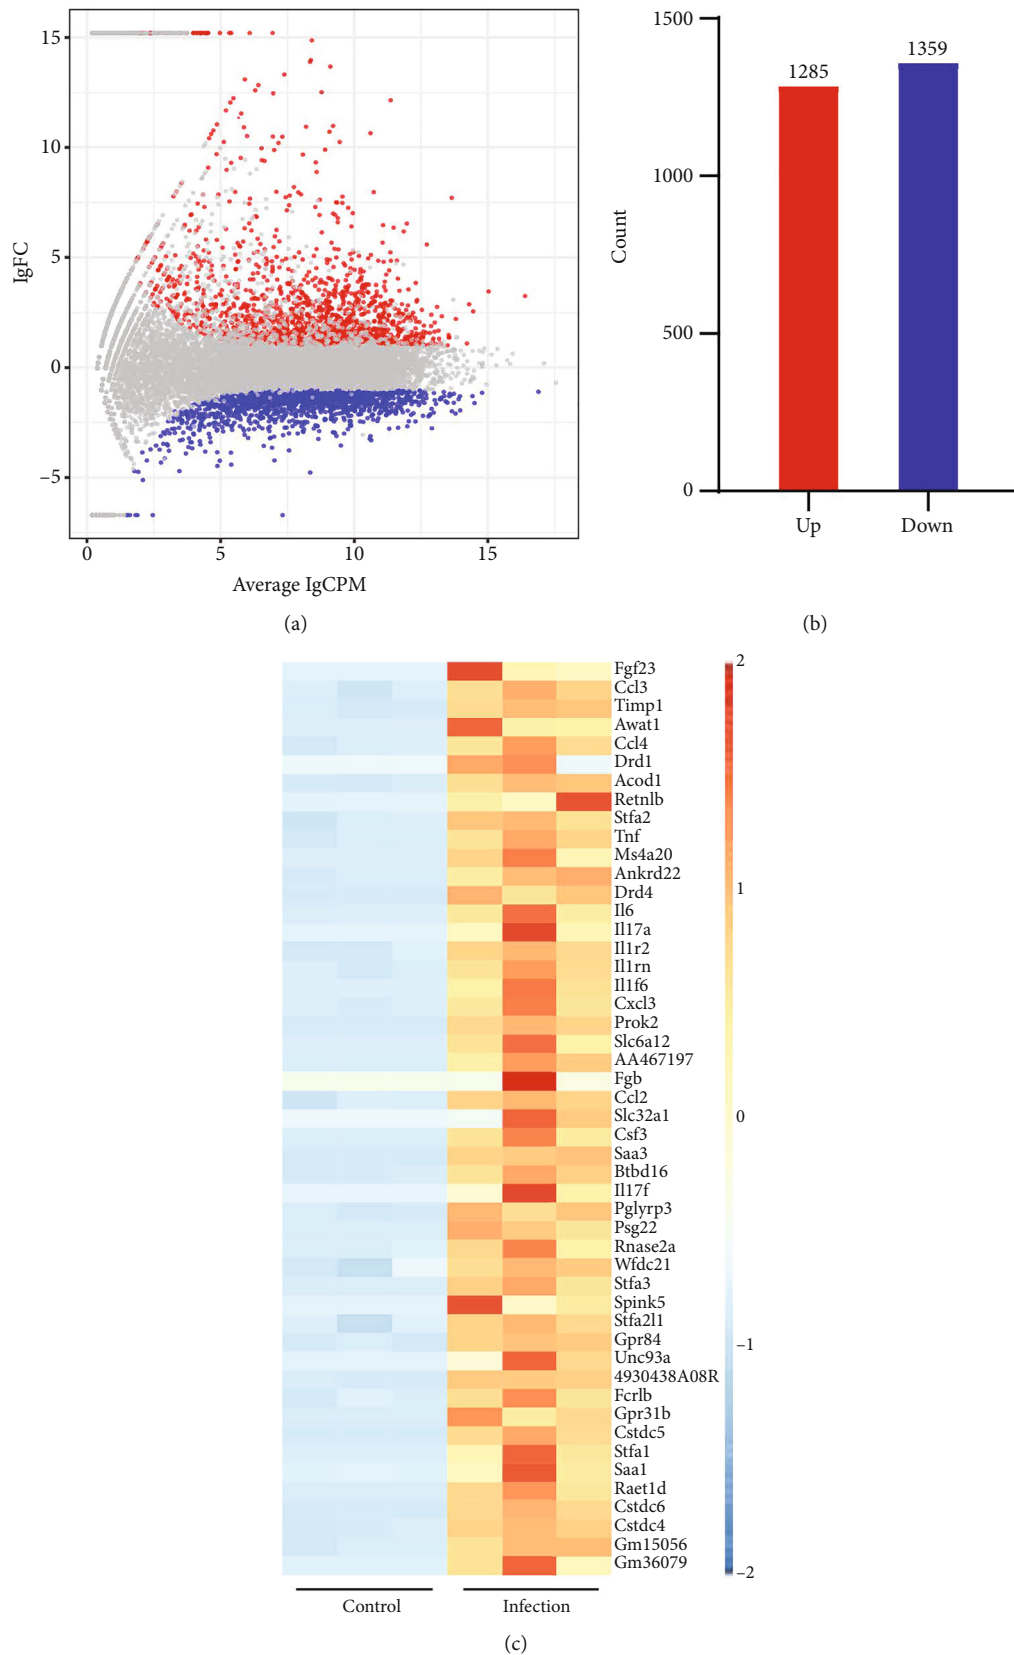 15
10
5
0
−5
IgFC
0 5 10 15
Average IgCPM
(a)
1500
1000
500
0
Count
1285
1359
Up Down
(b)
Fgf23
Ccl3
Timp1
Awat1
Ccl4
Drd1
Acod1
Retnlb
Stfa2
Tnf
Ms4a20
Ankrd22
Drd4
Il6
Il17a
Il1r2
Il1rn
Il1f6
Cxcl3
Prok2
Slc6a12
AA467197
Fgb
Ccl2
Slc32a1
Csf3
Saa3
Btbd16
Il17f
Pglyrp3
Psg22
Rnase2a
Wfdc21
Stfa3
Spink5
Stfa2l1
Gpr84
Unc93a
4930438A08R
Fcrlb
Gpr31b
Cstdc5
Stfa1
Saa1
Raet1d
Cstdc6
Cstdc4
Gm15056
Gm36079
2
1
0
−1
−2
Control Infection
(c)